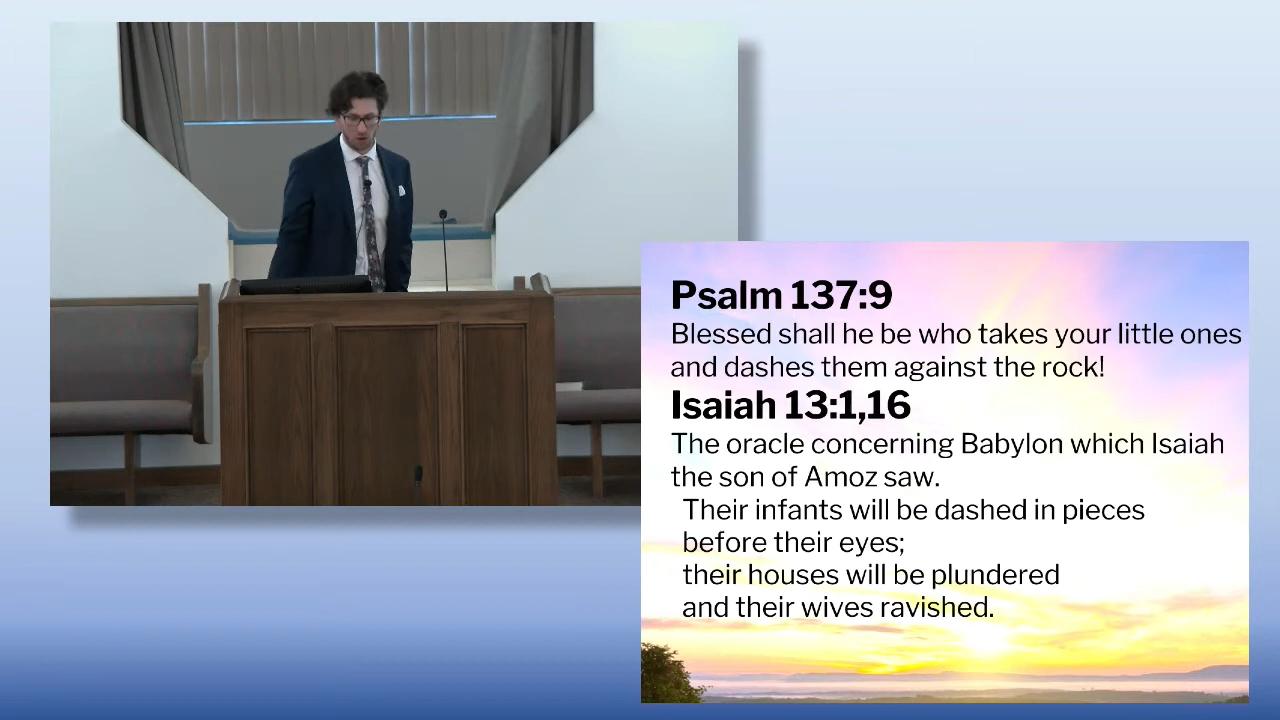 Psalm 137:9
Blessed shall he be who takes your little ones
and dashes them against the rock!
Isaiah 13:1,16
The oracle concerning Babylon which Isaiah
the son of Amoz saw.
Their infants will be dashed in pieces
before their eyes;
their houses will be plundered
and their wives ravished.